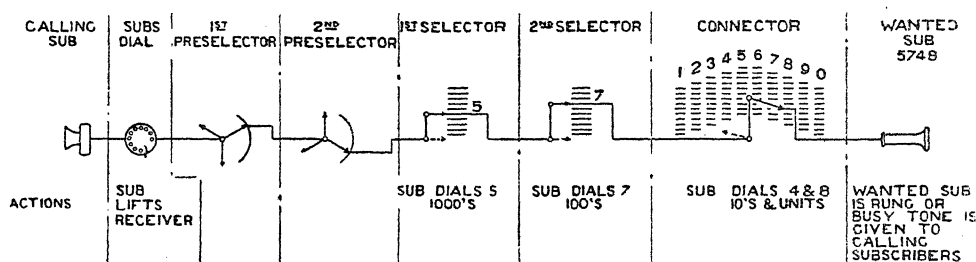 CALLING SUB
SUBS DIAL
1ST PRESELECTOR
2ND PRESELECTOR
1ST SELECTOR
2ND SELECTOR
CONNECTOR
WANTED SUB 5748
5
7
1 2 3 4 5 6 7 8 9 0
ACTIONS
SUB LIFTS RECEIVER
SUB DIALS 5 1000'S
SUB DIALS 7 100'S
SUB DIALS 4 & 8 10'S & UNITS
WANTED SUB
IS RUNG OR
BUSY TONE IS
GIVEN TO
CALLING
SUBSCRIBERS